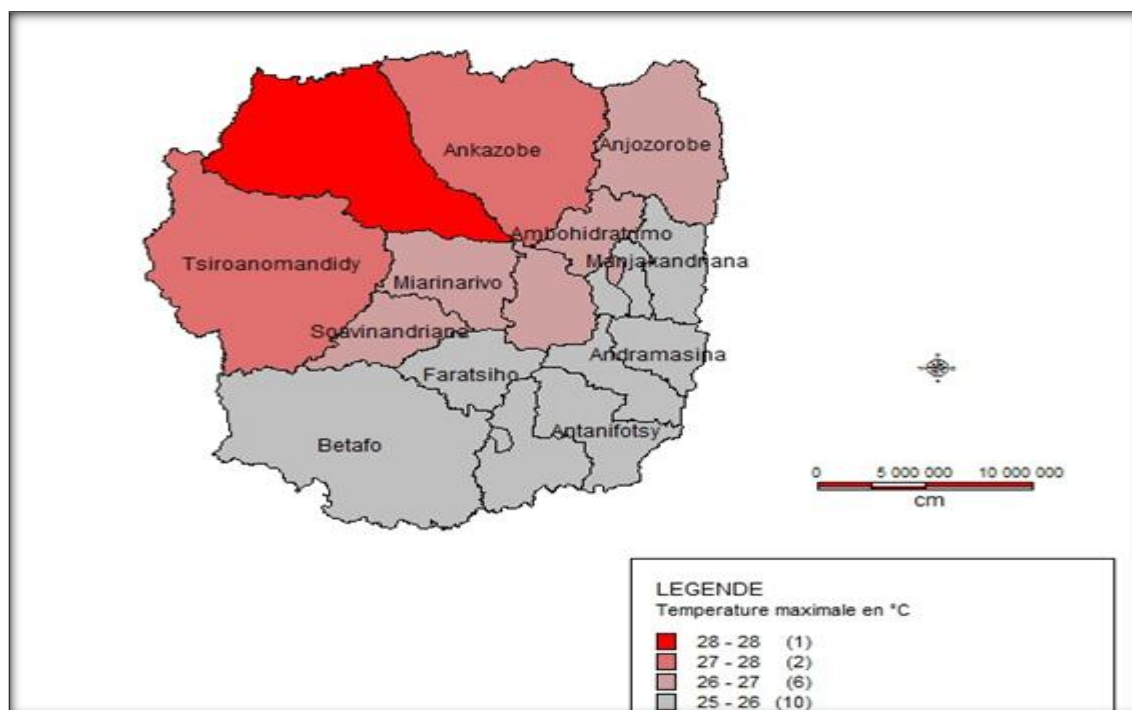 Ankazobe
Anjozorobe
Ambohidratrimo
Tsiroanomandidy
Manjakandriana
Miarinarivo
Soavinandriana
Andramasina
Faratsiho
Betafo
Antanifotsy
0 5 000 000 10 000 000
cm
LEGENDE
Temperature maximale en °C
28 - 28 (1)
27 - 28 (2)
26 - 27 (6)
25 - 26 (10)